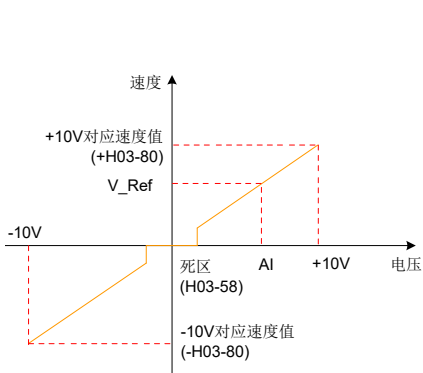 速度
+10V对应速度值
(+H03-80)
V_Ref
-10V
死区
(H03-58)
AI
+10V
电压
-10V对应速度值
(-H03-80)